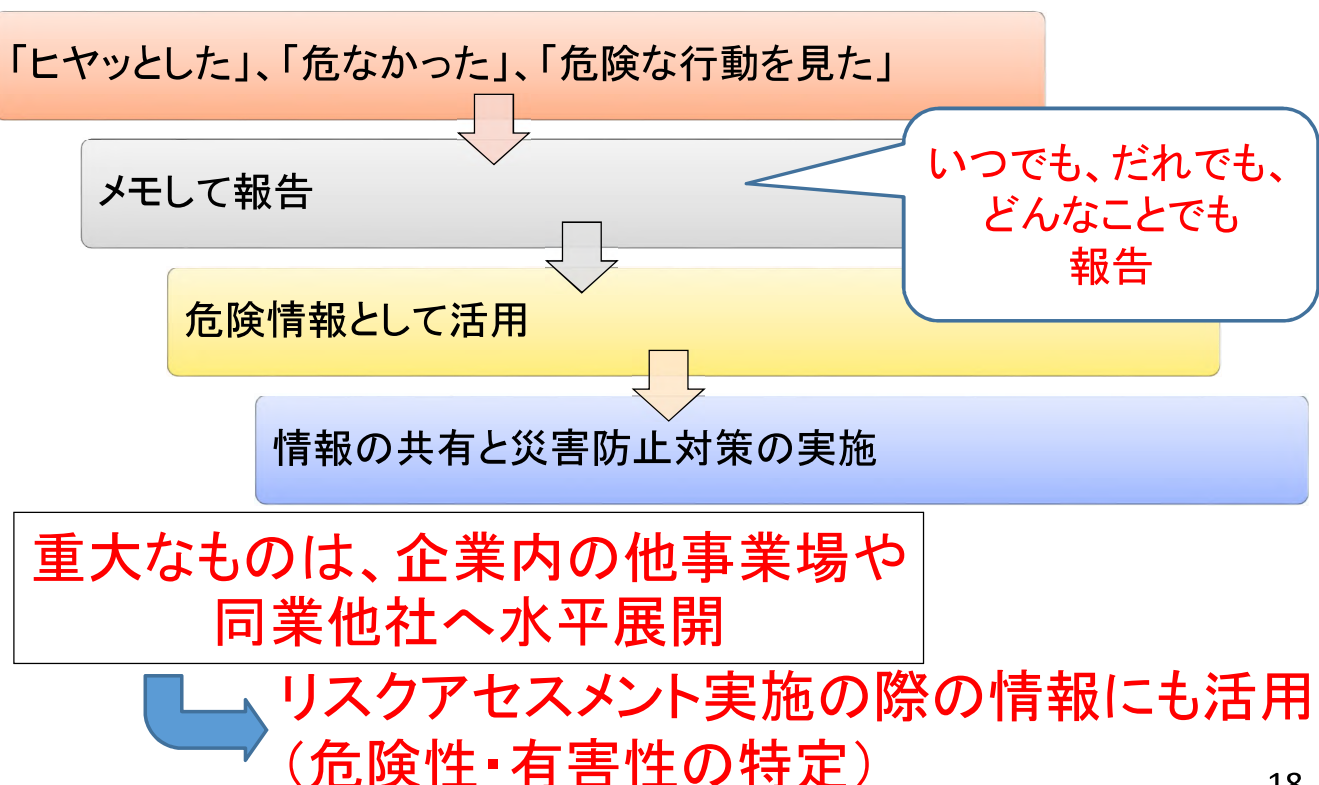 「ヒヤッとした」、「危なかった」、「危険な行動を見た」
メモして報告
いつでも、だれでも、
どんなことでも
報告
危険情報として活用
情報の共有と災害防止対策の実施
重大なものは、企業内の他事業場や
同業他社へ水平展開
リスクアセスメント実施の際の情報にも活用
（危険性・有害性の特定）
18